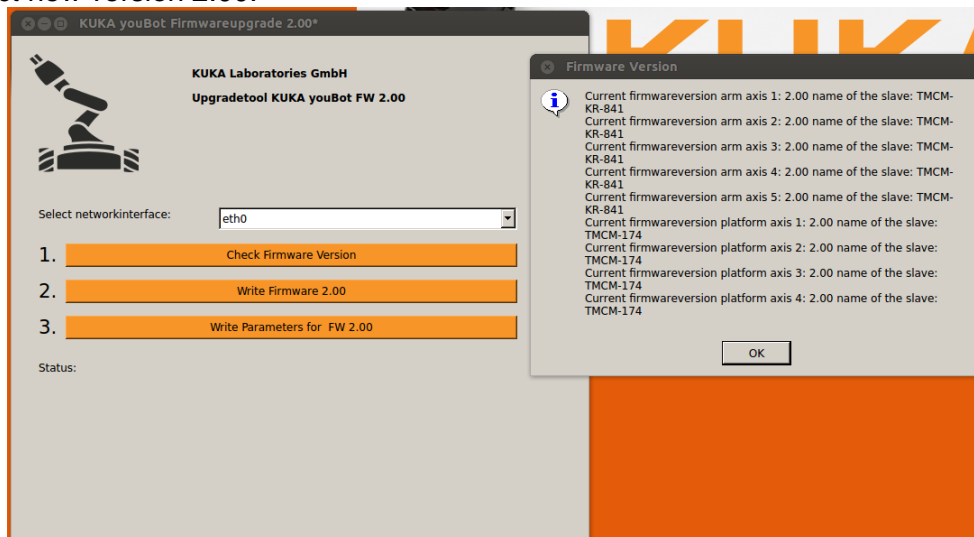 KUKA youBot Firmwareupgrade 2.00*
KUKA Laboratories GmbH
Upgradetool KUKA youBot FW 2.00
Select networkinterface:
eth0
1. Check Firmware Version
2. Write Firmware 2.00
3. Write Parameters for FW 2.00
Status:
Firmware Version
Current firmwareversion arm axis 1: 2.00 name of the slave: TMCM-
KR-841
Current firmwareversion arm axis 2: 2.00 name of the slave: TMCM-
KR-841
Current firmwareversion arm axis 3: 2.00 name of the slave: TMCM-
KR-841
Current firmwareversion arm axis 4: 2.00 name of the slave: TMCM-
KR-841
Current firmwareversion arm axis 5: 2.00 name of the slave: TMCM-
KR-841
Current firmwareversion platform axis 1: 2.00 name of the slave:
TMCM-174
Current firmwareversion platform axis 2: 2.00 name of the slave:
TMCM-174
Current firmwareversion platform axis 3: 2.00 name of the slave:
TMCM-174
Current firmwareversion platform axis 4: 2.00 name of the slave:
TMCM-174
OK